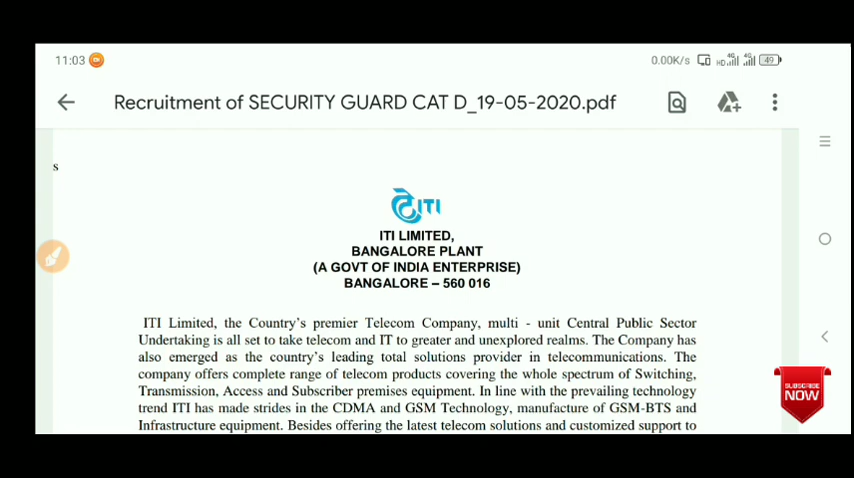 11:03
0.00K/s HD 4G 4G 49
Recruitment of SECURITY GUARD CAT D_19-05-2020.pdf
s
ITI
ITI LIMITED,
BANGALORE PLANT
(A GOVT OF INDIA ENTERPRISE)
BANGALORE – 560 016
ITI Limited, the Country's premier Telecom Company, multi - unit Central Public Sector
Undertaking is all set to take telecom and IT to greater and unexplored realms. The Company has
also emerged as the country's leading total solutions provider in telecommunications. The
company offers complete range of telecom products covering the whole spectrum of Switching,
Transmission, Access and Subscriber premises equipment. In line with the prevailing technology
trend ITI has made strides in the CDMA and GSM Technology, manufacture of GSM-BTS and
Infrastructure equipment. Besides offering the latest telecom solutions and customized support to
SUBSCRIBE
NOW